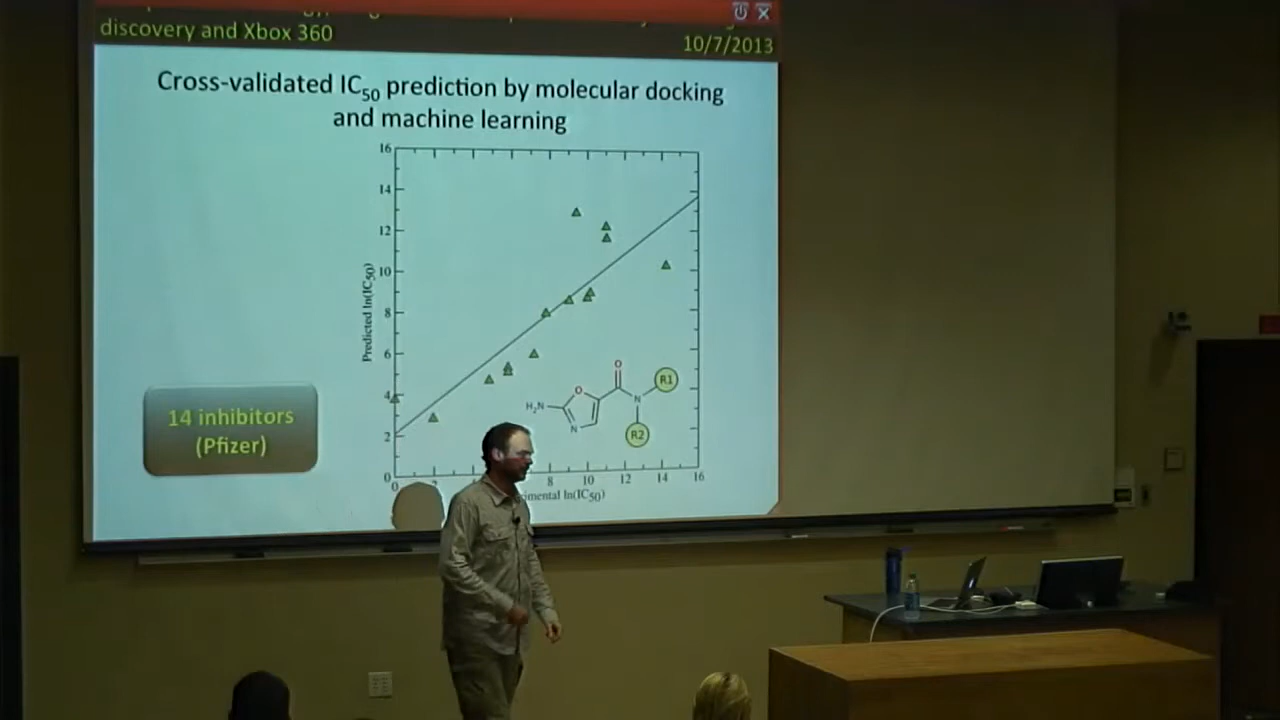 discovery and Xbox 360
10/7/2013
Cross-validated IC50 prediction by molecular docking
and machine learning
16
14
12
10
8
6
4
2
0
Predicted ln(IC50)
O
O
H2N
N
N
R1
R2
14 inhibitors
(Pfizer)
0
8
10
12
14
16
imental ln(IC50)